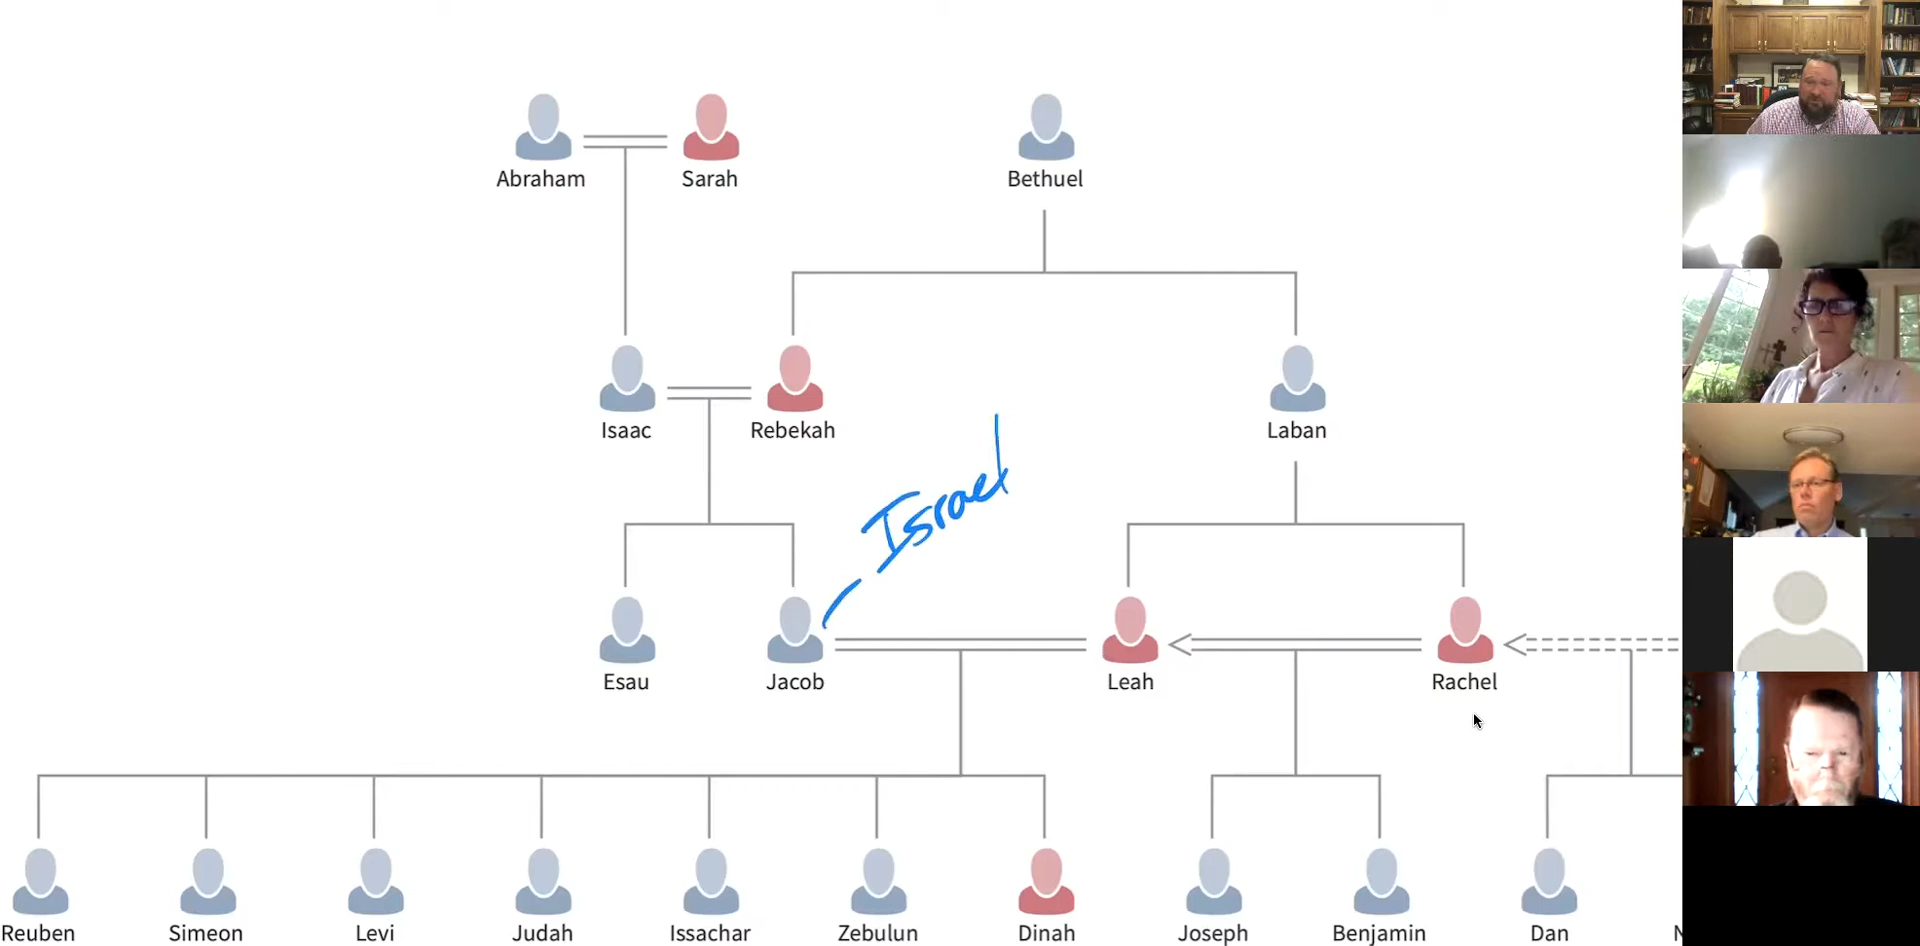 Abraham Sarah Bethuel
Isaac Rebekah Laban
Israel
Esau Jacob Leah Rachel
Reuben Simeon Levi Judah Issachar Zebulun Dinah Joseph Benjamin Dan